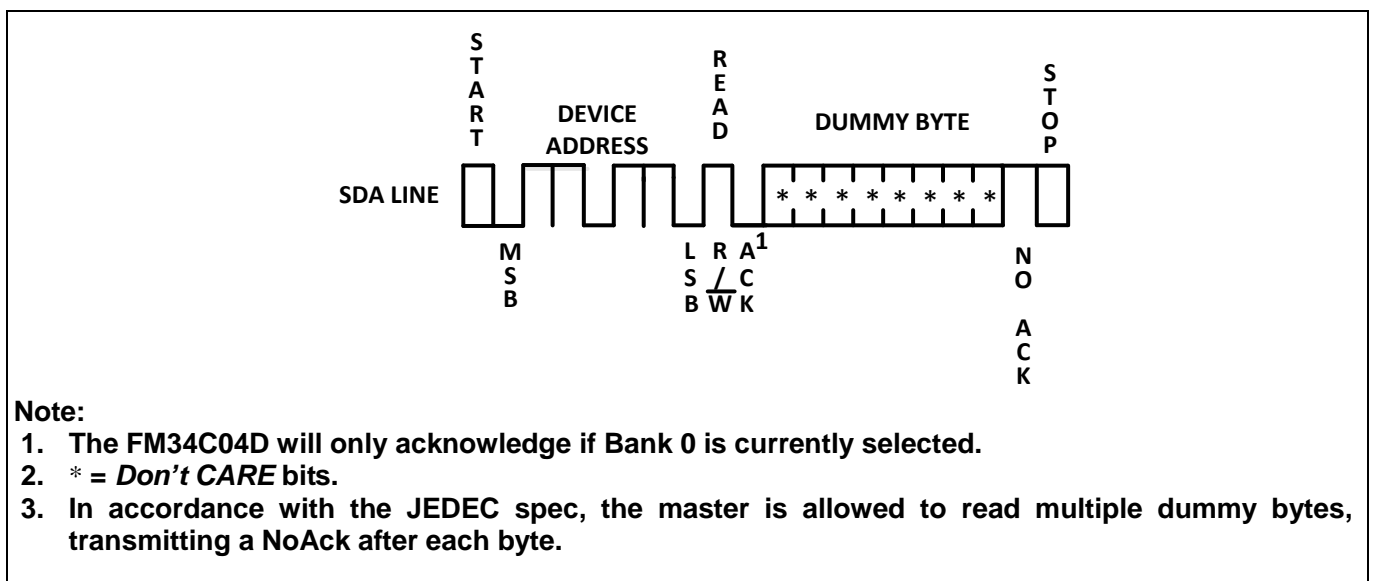 START
READ
STOP
DEVICE
ADDRESS
DUMMY BYTE
SDA LINE
* * * * * * * *
MSB
LSB
R/W
ACK1
NO ACK
Note:
1. The FM34C04D will only acknowledge if Bank 0 is currently selected.
2. * = Don't CARE bits.
3. In accordance with the JEDEC spec, the master is allowed to read multiple dummy bytes,
transmitting a NoAck after each byte.